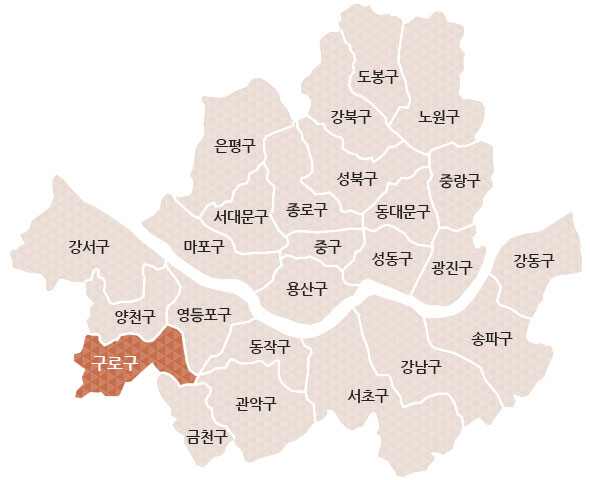 도봉구
강북구
노원구
은평구
성북구
중랑구
서대문구
종로구
동대문구
강서구
마포구
중구
성동구
광진구
강동구
용산구
양천구
영등포구
동작구
송파구
구로구
강남구
관악구
서초구
금천구